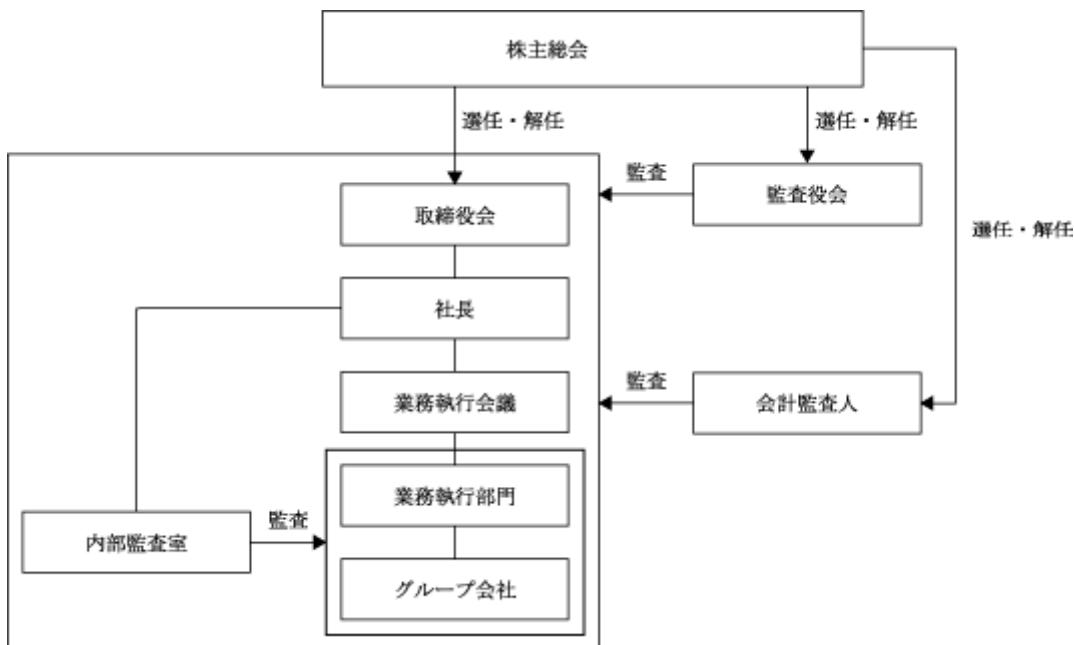 株主総会
選任・解任
選任・解任
監査
監査役会
取締役会
選任・解任
社長
監査
業務執行会議
会計監査人
業務執行部門
監査
内部監査室
グループ会社